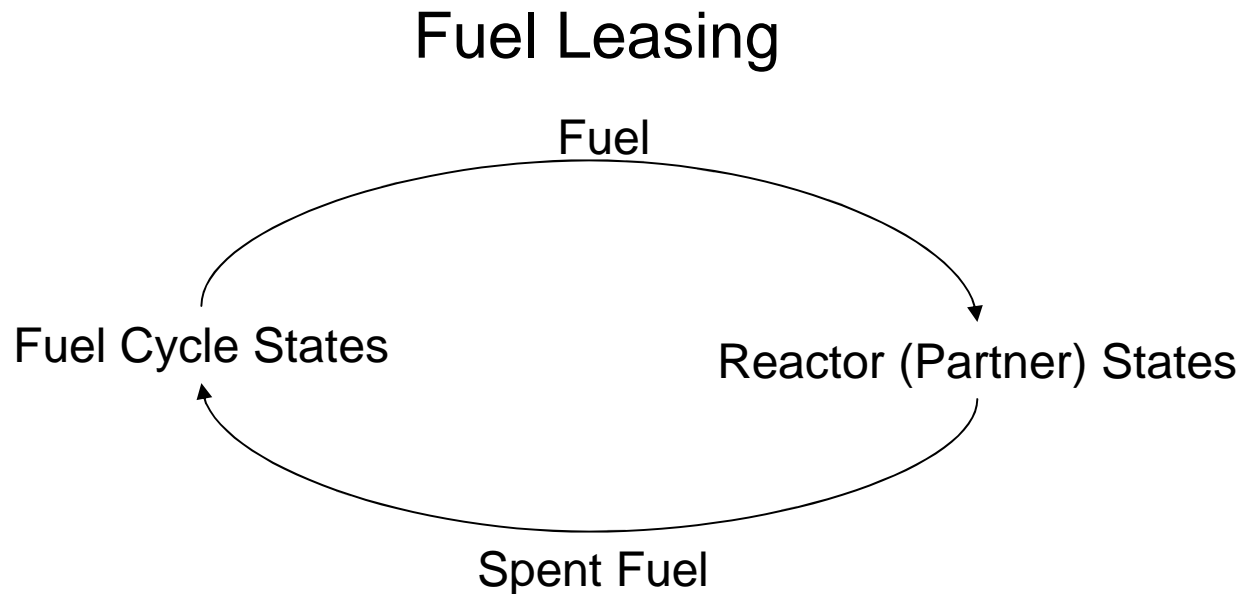 Fuel Leasing
Fuel
Fuel Cycle States
Reactor (Partner) States
Spent Fuel